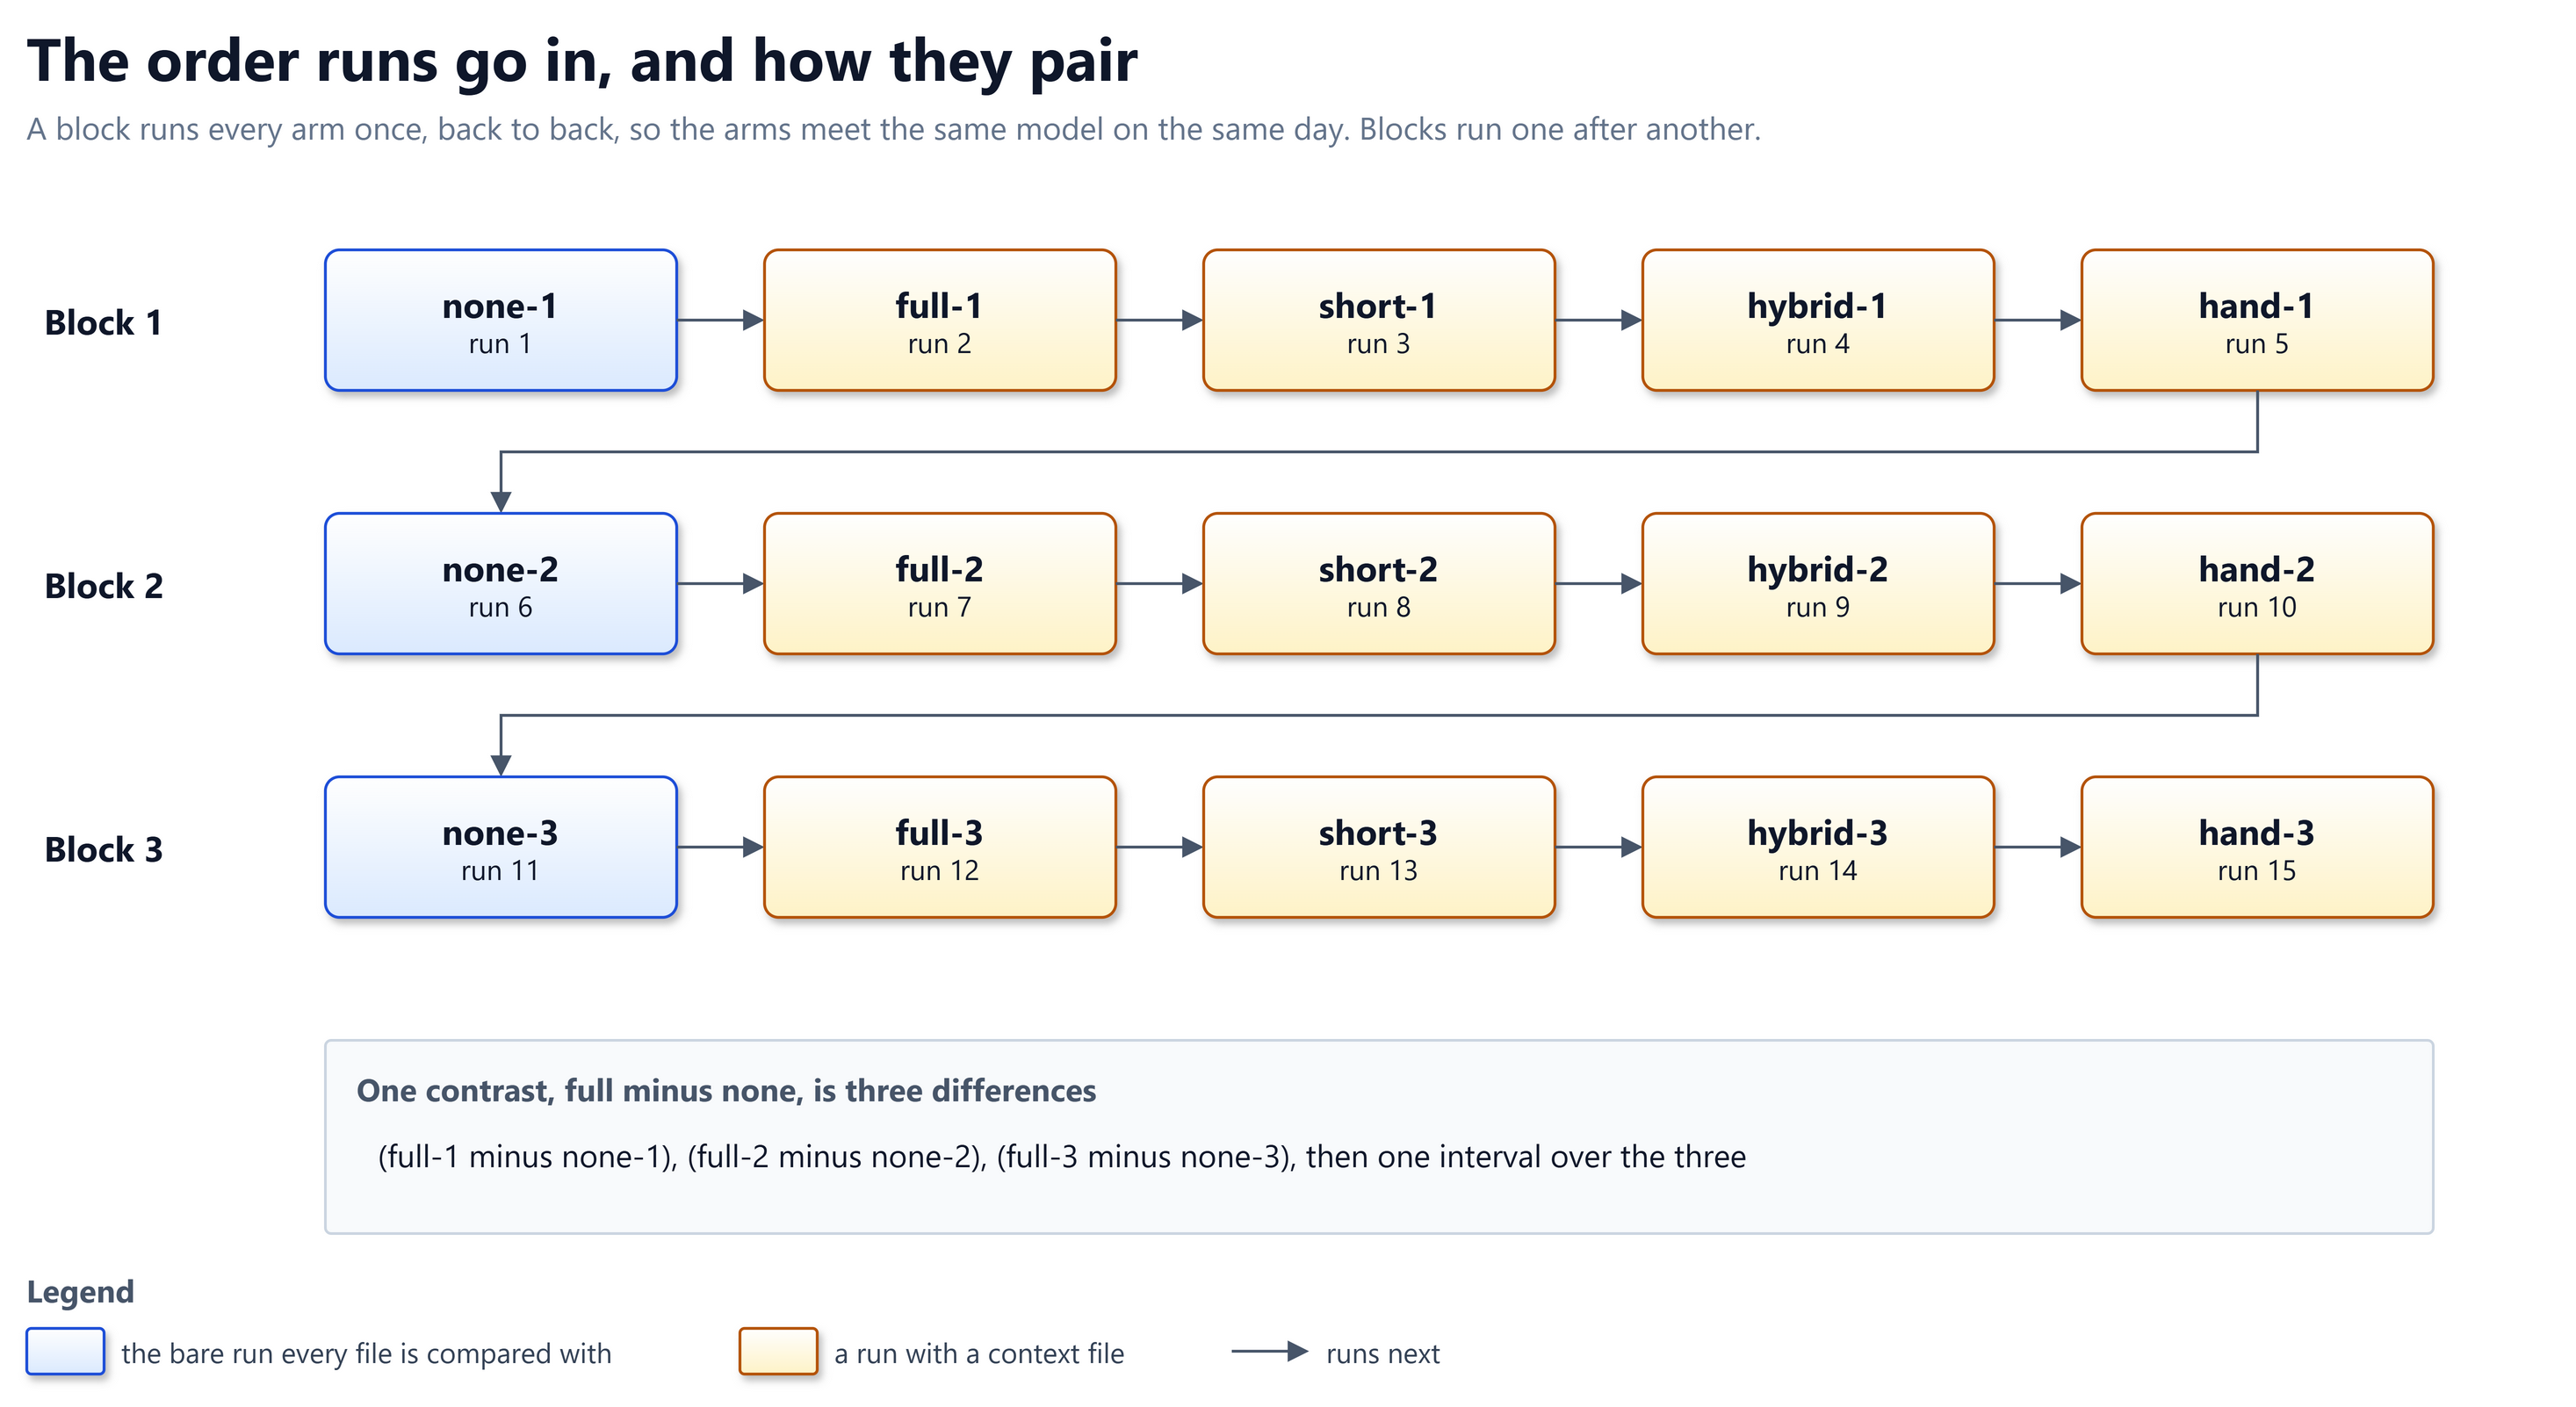 The order runs go in, and how they pair
A block runs every arm once, back to back, so the arms meet the same model on the same day. Blocks run one after another.
Block 1
none-1
run 1
full-1
run 2
short-1
run 3
hybrid-1
run 4
hand-1
run 5
Block 2
none-2
run 6
full-2
run 7
short-2
run 8
hybrid-2
run 9
hand-2
run 10
Block 3
none-3
run 11
full-3
run 12
short-3
run 13
hybrid-3
run 14
hand-3
run 15
One contrast, full minus none, is three differences
(full-1 minus none-1), (full-2 minus none-2), (full-3 minus none-3), then one interval over the three
Legend
the bare run every file is compared with
a run with a context file
runs next